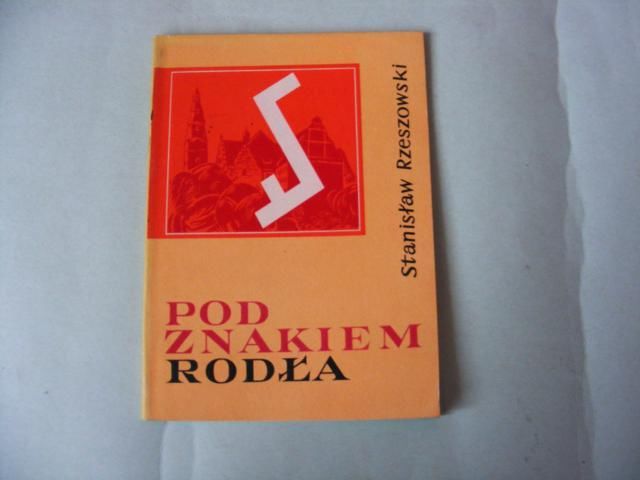 Stanisław Rzeszowski
POD
ZNAKIEM
RODŁA